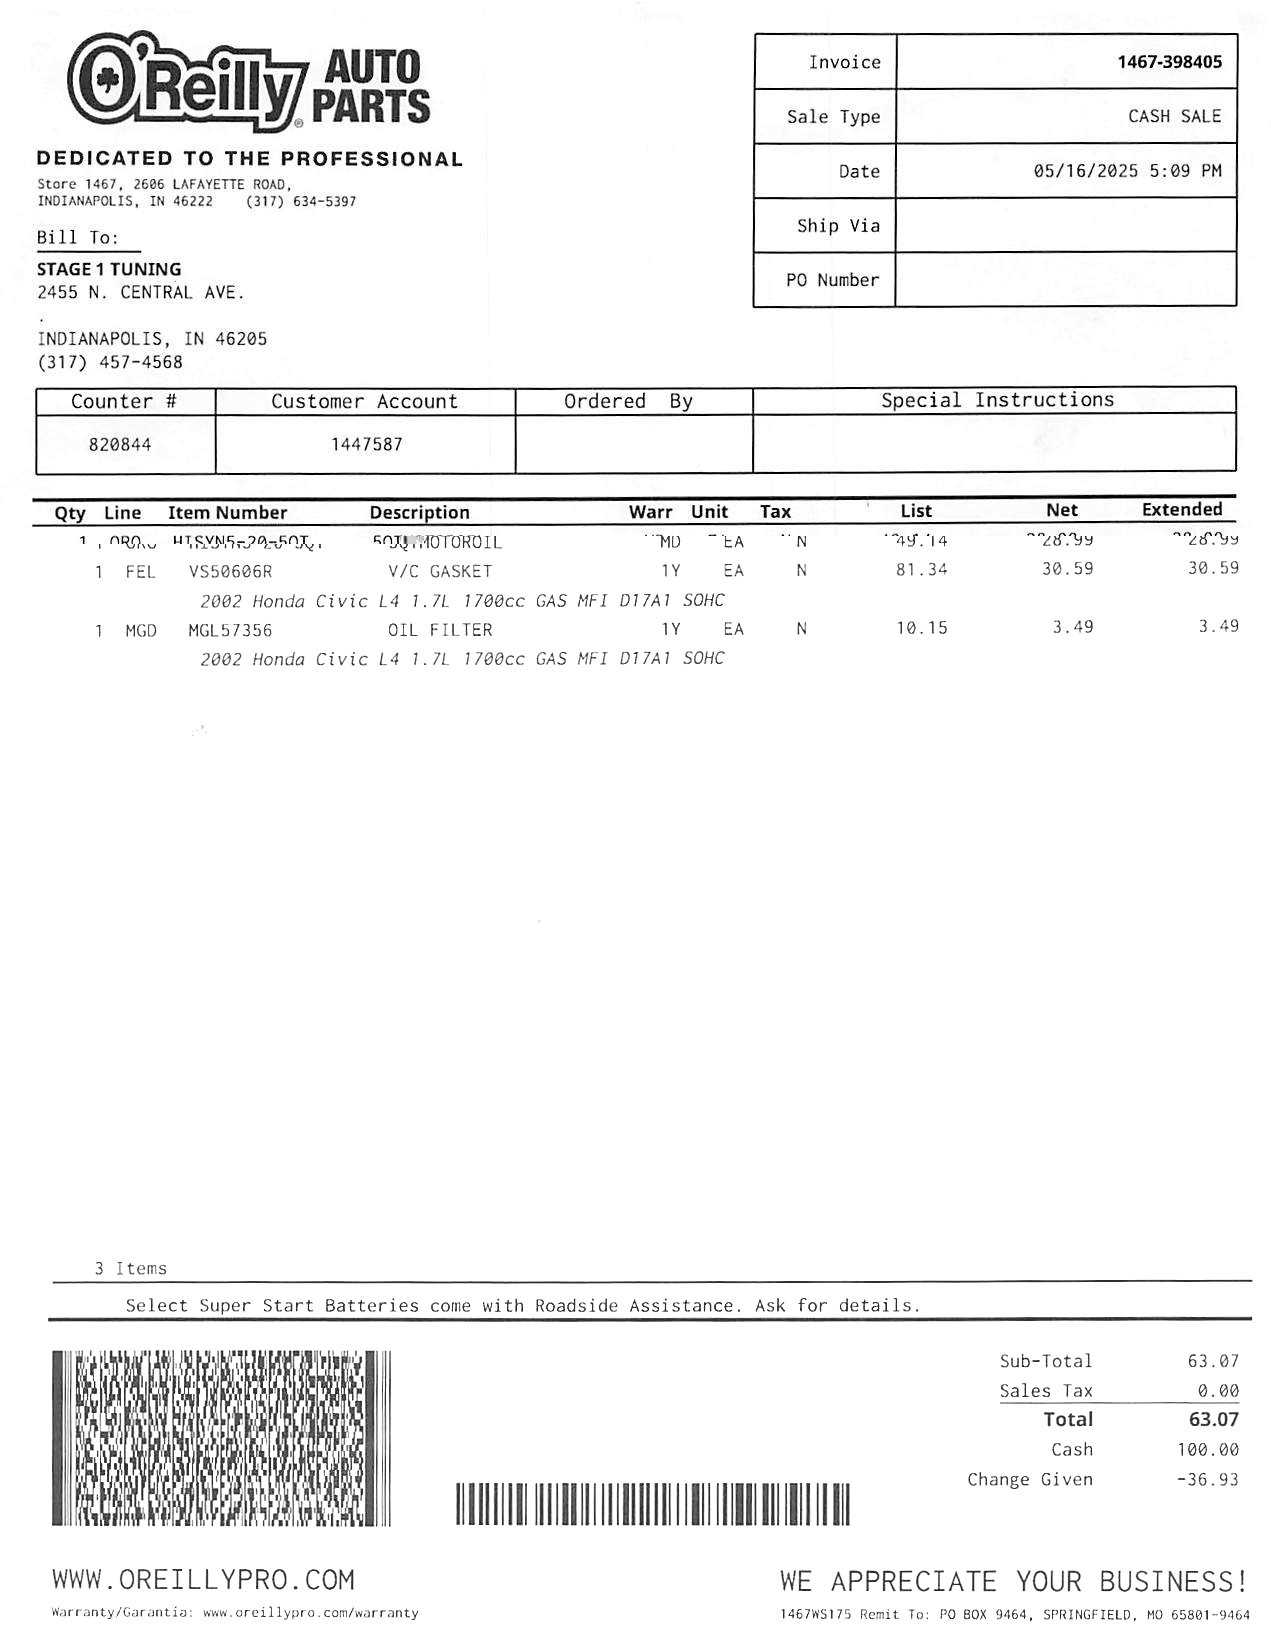 O'Reilly AUTO PARTS
DEDICATED TO THE PROFESSIONAL
Store 1467, 2606 LAFAYETTE ROAD,
INDIANAPOLIS, IN 46222 (317) 634-5397
Invoice 1467-398405
Sale Type CASH SALE
Date 05/16/2025 5:09 PM
Ship Via
PO Number
Bill To:
STAGE 1 TUNING
2455 N. CENTRAL AVE.
.
INDIANAPOLIS, IN 46205
(317) 457-4568
Counter # Customer Account Ordered By Special Instructions
820844 1447587
Qty Line Item Number Description Warr Unit Tax List Net Extended
1 5QT MOTOROIL MD EA N 49.14 28.99 28.99
1 FEL VS50606R V/C GASKET 1Y EA N 81.34 30.59 30.59
2002 Honda Civic L4 1.7L 1700cc GAS MFI D17A1 SOHC
1 MGD MGL57356 OIL FILTER 1Y EA N 10.15 3.49 3.49
2002 Honda Civic L4 1.7L 1700cc GAS MFI D17A1 SOHC
3 Items
Select Super Start Batteries come with Roadside Assistance. Ask for details.
Sub-Total 63.07
Sales Tax 0.00
Total 63.07
Cash 100.00
Change Given -36.93
WWW.OREILLYPRO.COM
Warranty/Garantia: www.oreillypro.com/warranty
WE APPRECIATE YOUR BUSINESS!
1467WS175 Remit To: PO BOX 9464, SPRINGFIELD, MO 65801-9464